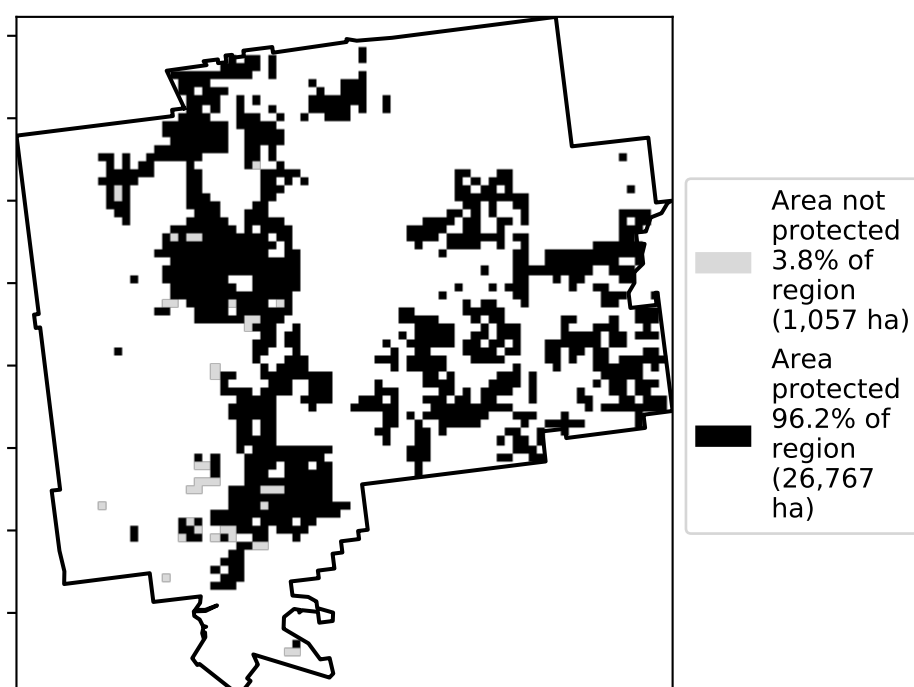 Area not
protected
3.8% of
region
(1,057 ha)
Area
protected
96.2% of
region
(26,767
ha)